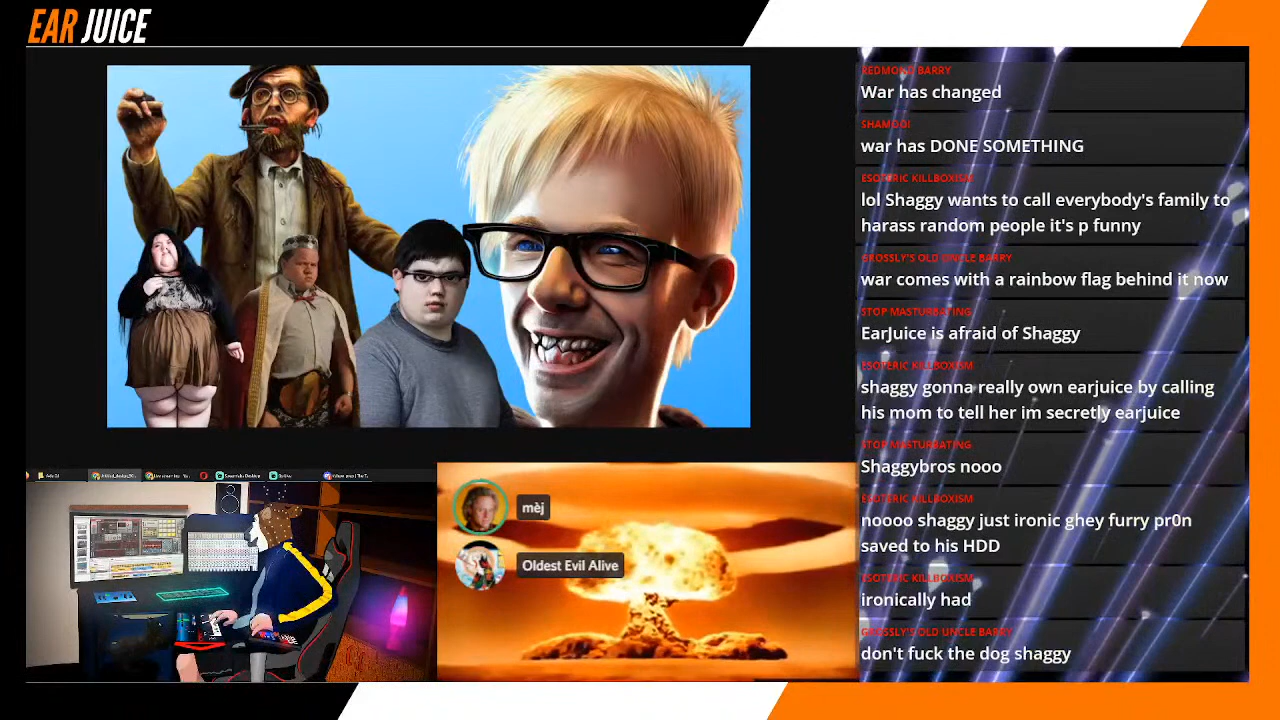 EAR JUICE
REDMOND BARRY
War has changed
SHAMOO!
war has DONE SOMETHING
ESOTERIC KILLBOXISM
lol Shaggy wants to call everybody's family to
harass random people it's p funny
GROSSLY'S OLD UNCLE BARRY
war comes with a rainbow flag behind it now
STOP MASTURBATING
EarJuice is afraid of Shaggy
ESOTERIC KILLBOXISM
shaggy gonna really own earjuice by calling
his mom to tell her im secretly earjuice
STOP MASTURBATING
Shaggybros nooo
ESOTERIC KILLBOXISM
noooo shaggy just ironic ghey furry pr0n
saved to his HDD
ESOTERIC KILLBOXISM
ironically had
GROSSLY'S OLD UNCLE BARRY
don't fuck the dog shaggy
mèj
Oldest Evil Alive